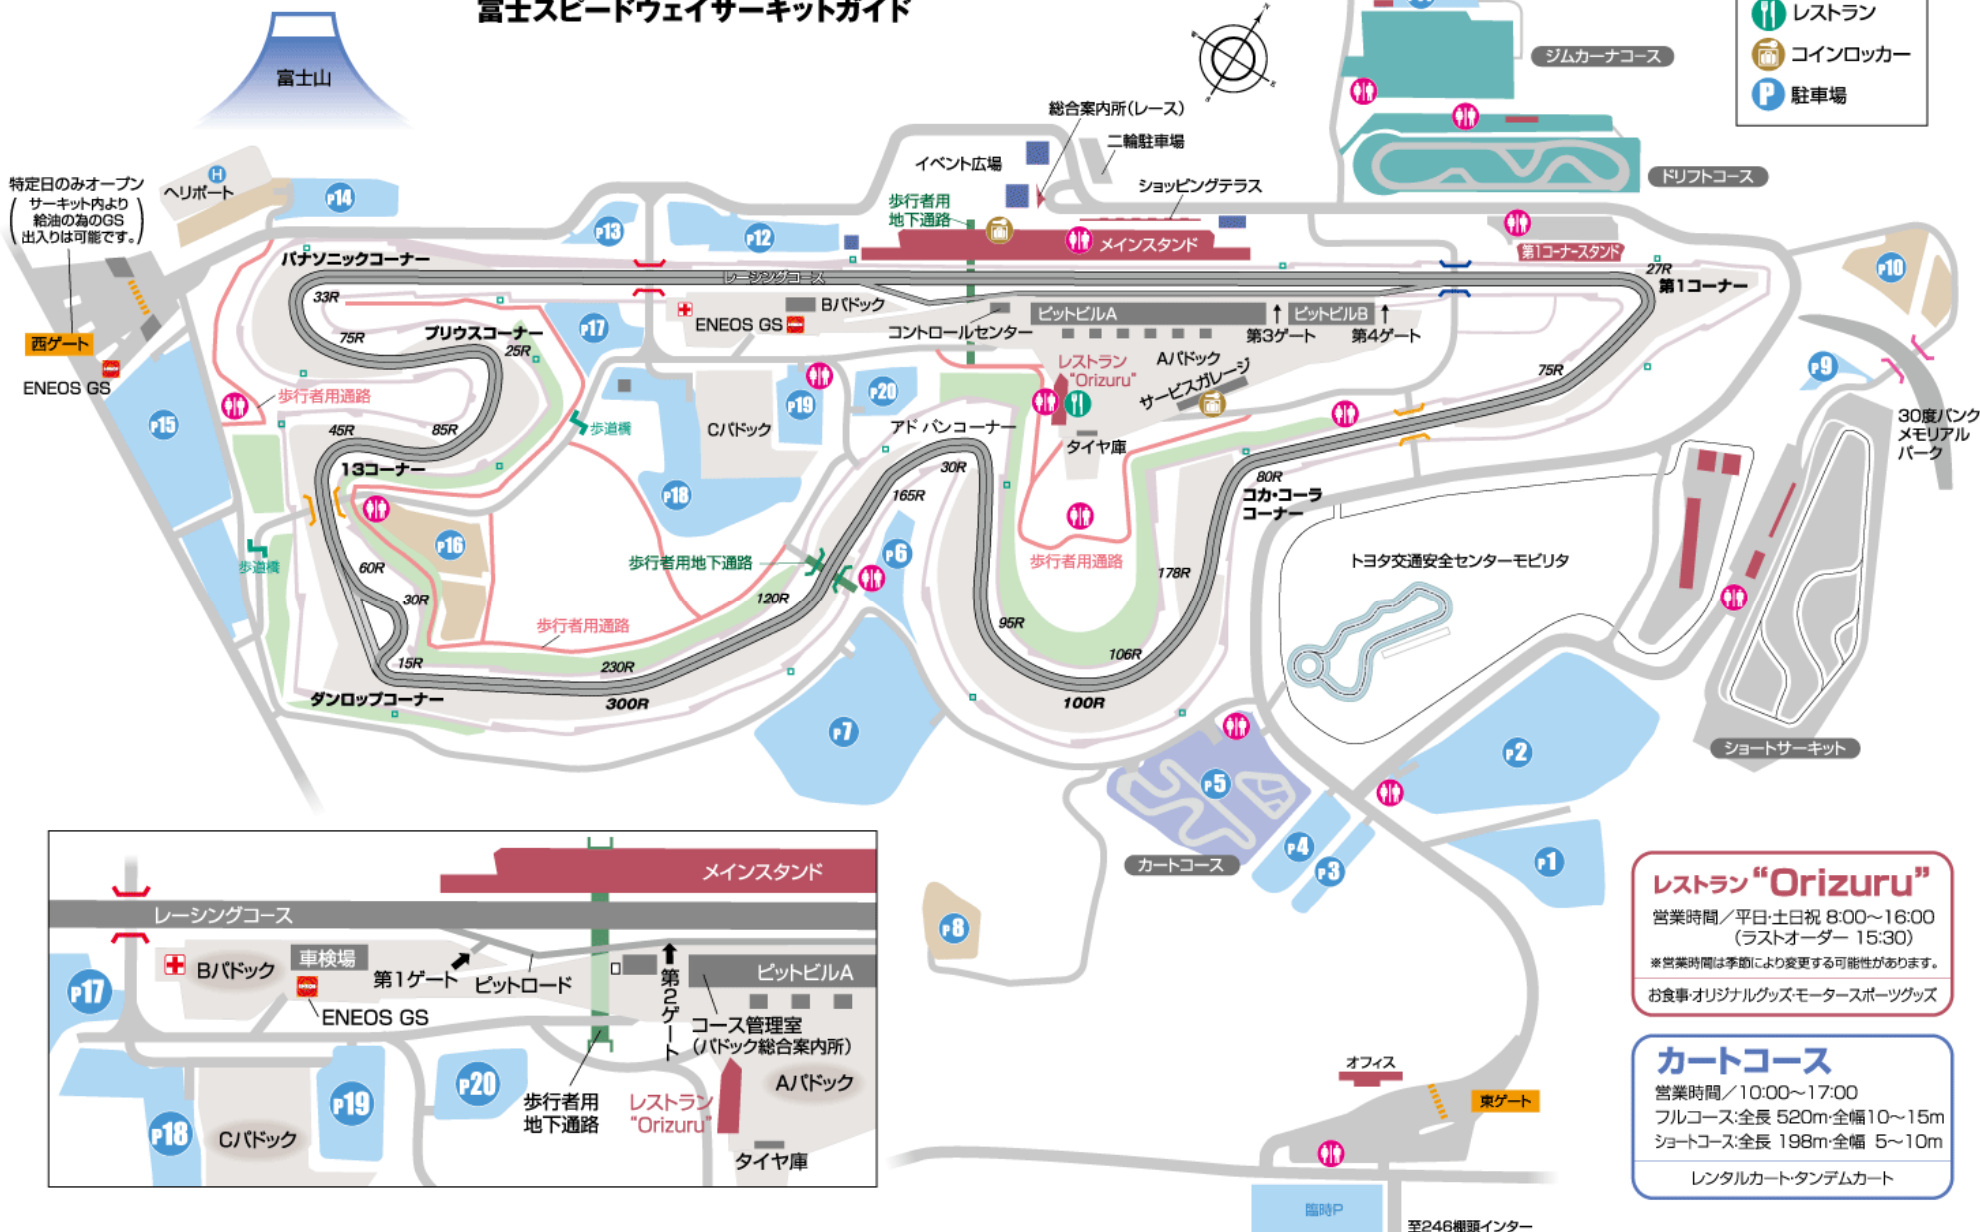 富士スピードウェイサーキットガイド
富士山
レストラン
コインロッカー
P 駐車場
ジムカーナコース
ドリフトコース
総合案内所(レース)
二輪駐車場
イベント広場
ショッピングテラス
歩行者用
地下通路
メインスタンド
第1コーナースタンド
H
ヘリポート
特定日のみオープン
(サーキット内より
給油の為のGS
出入りは可能です。)
P14
P13
P12
P10
パナソニックコーナー
レーシングコース
27R
第1コーナー
33R
75R
プリウスコーナー
25R
P17
ENEOS GS
Bパドック
コントロールセンター
ピットビルA
ピットビルB
第3ゲート
第4ゲート
西ゲート
ENEOS GS
P15
歩行者用通路
45R
85R
13コーナー
歩道橋
Cパドック
P19
P20
アドバンコーナー
レストラン
"Orizuru"
Aパドック
サービスガレージ
タイヤ庫
75R
P9
30度バンク
メモリアル
パーク
30R
165R
80R
コカ・コーラ
コーナー
P18
P16
歩道橋
60R
30R
15R
歩行者用地下通路
P6
120R
歩行者用通路
230R
300R
ダンロップコーナー
歩行者用通路
178R
95R
106R
100R
トヨタ交通安全センターモビリタ
P7
P5
P2
ショートサーキット
カートコース
P4
P3
P1
P8
メインスタンド
レーシングコース
P17
Bパドック
車検場
ENEOS GS
第1ゲート
ピットロード
第2ゲート
ピットビルA
コース管理室
(パドック総合案内所)
Aパドック
P18
Cパドック
P19
P20
歩行者用
地下通路
レストラン
"Orizuru"
タイヤ庫
レストラン“Orizuru”
営業時間/平日・土日祝 8:00〜16:00
(ラストオーダー 15:30)
※営業時間は季節により変更する可能性があります。
お食事・オリジナルグッズ・モータースポーツグッズ
カートコース
営業時間/10:00〜17:00
フルコース:全長 520m・全幅10〜15m
ショートコース:全長 198m・全幅 5〜10m
レンタルカート・タンデムカート
オフィス
東ゲート
臨時P
至246棚頭インター